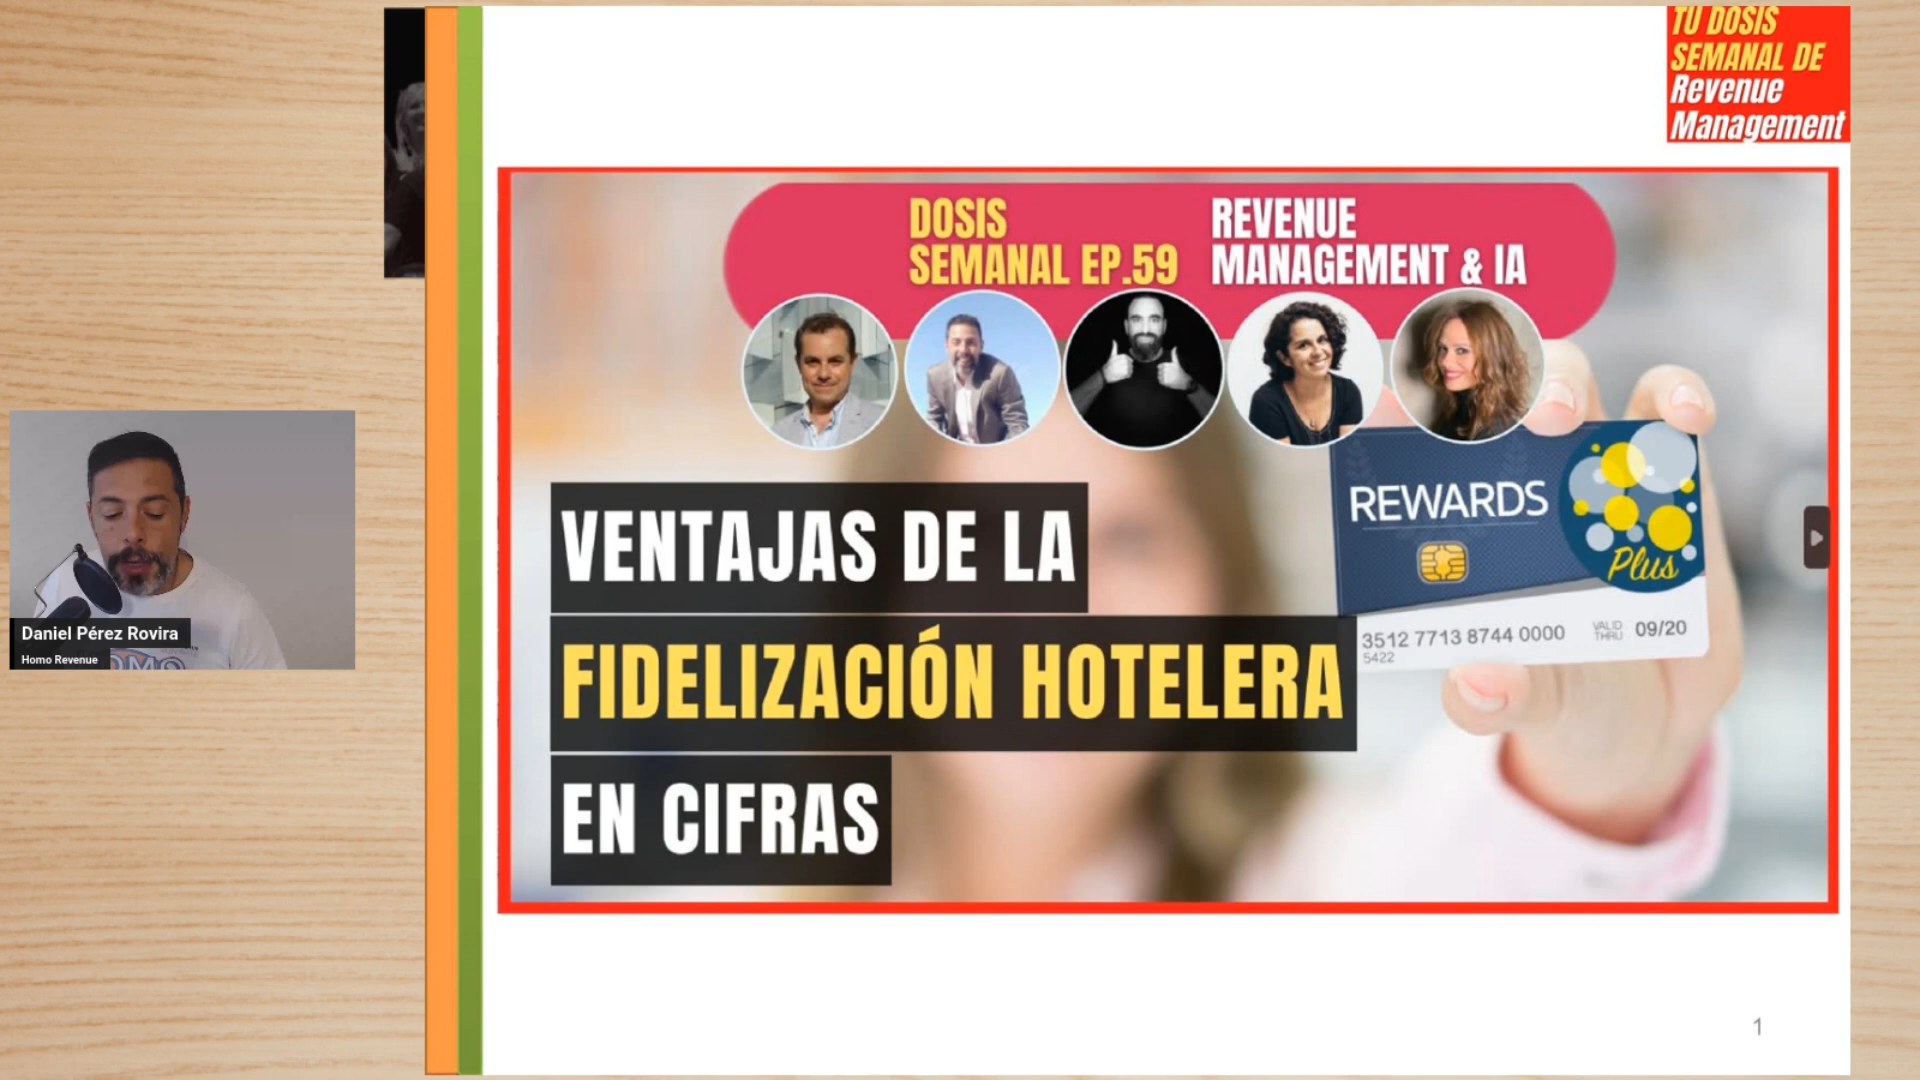 TU DOSIS
SEMANAL DE
Revenue
Management
DOSIS
SEMANAL EP.59
REVENUE
MANAGEMENT & IA
VENTAJAS DE LA
FIDELIZACIÓN HOTELERA
EN CIFRAS
REWARDS
Plus
3512 7713 8744 0000
5422
VALID
THRU
09/20
Daniel Pérez Rovira
Homo Revenue
1